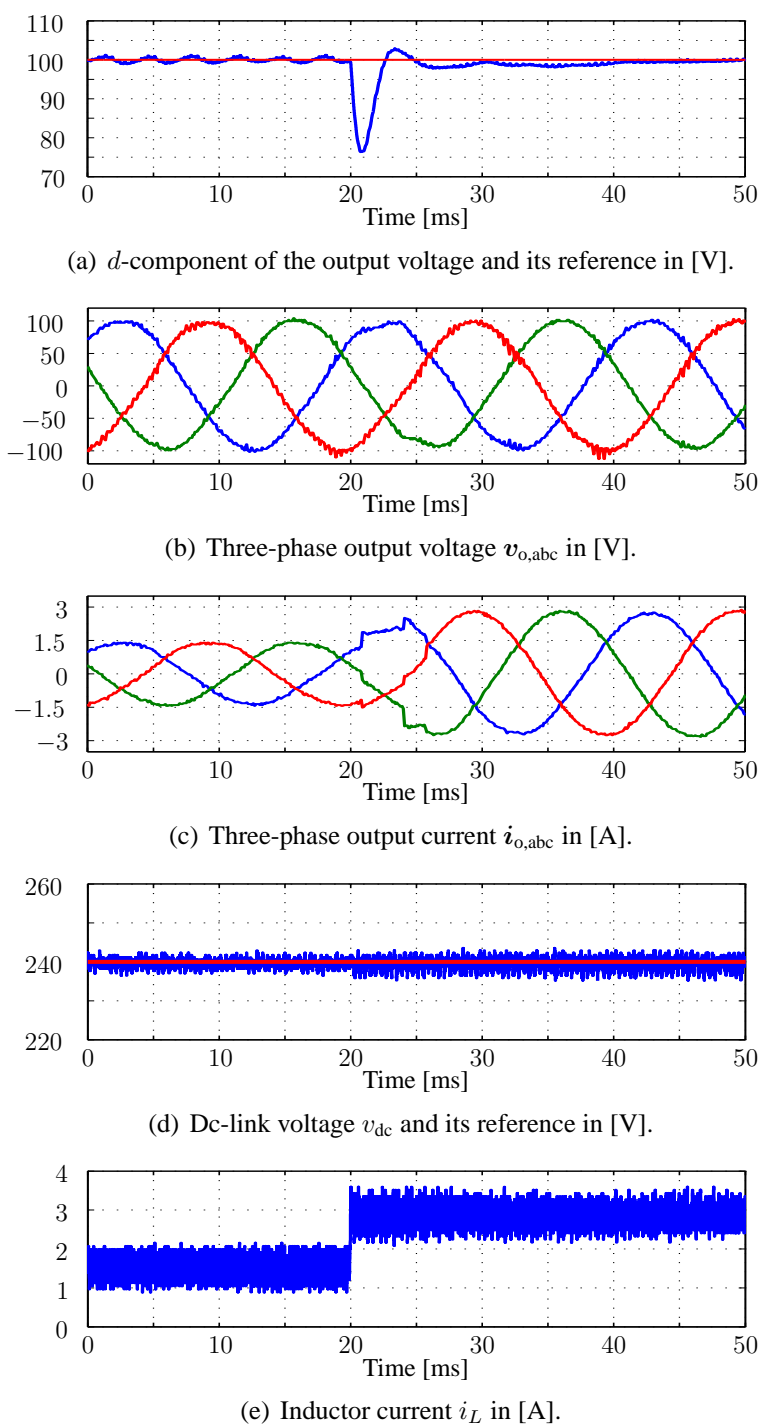 110
100
90
80
70
0 10 20 30 40 50
Time [ms]
(a) d-component of the output voltage and its reference in [V].
100
50
0
−50
−100
0 10 20 30 40 50
Time [ms]
(b) Three-phase output voltage v_o,abc in [V].
3
1.5
0
−1.5
−3
0 10 20 30 40 50
Time [ms]
(c) Three-phase output current i_o,abc in [A].
260
240
220
0 10 20 30 40 50
Time [ms]
(d) Dc-link voltage v_dc and its reference in [V].
4
3
2
1
0
0 10 20 30 40 50
Time [ms]
(e) Inductor current i_L in [A].